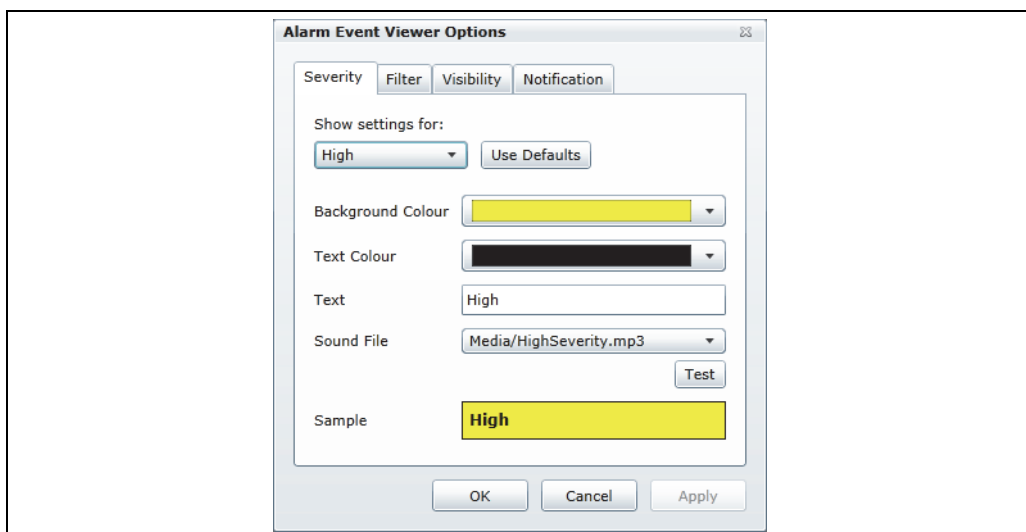 Alarm Event Viewer Options
Severity Filter Visibility Notification
Show settings for:
High Use Defaults
Background Colour
Text Colour
Text High
Sound File Media/HighSeverity.mp3
Test
Sample High
OK Cancel Apply